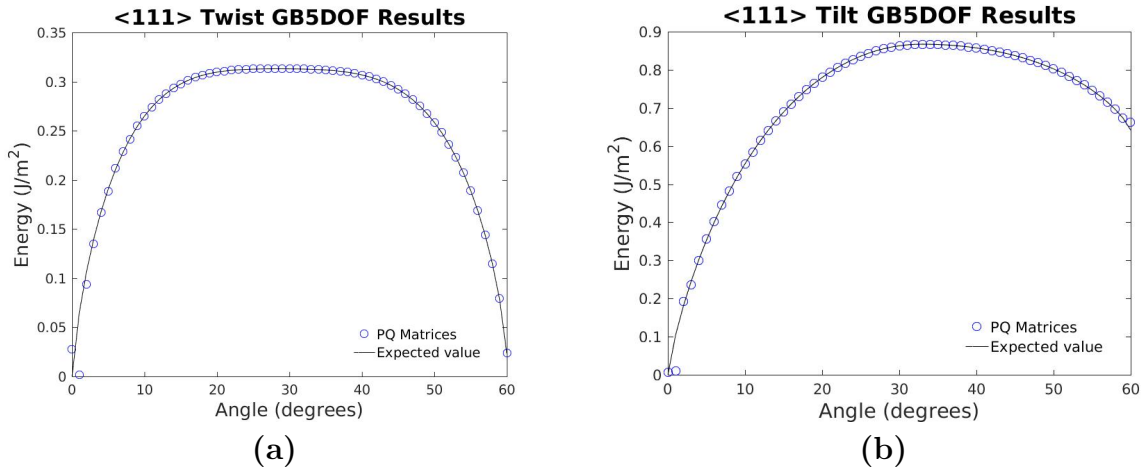 <111> Twist GB5DOF Results
0.35
0.3
0.25
0.2
0.15
0.1
0.05
0
Energy (J/m²)
0 10 20 30 40 50 60
Angle (degrees)
PQ Matrices
Expected value
(a)
<111> Tilt GB5DOF Results
0.9
0.8
0.7
0.6
0.5
0.4
0.3
0.2
0.1
0
Energy (J/m²)
0 10 20 30 40 50 60
Angle (degrees)
PQ Matrices
Expected value
(b)